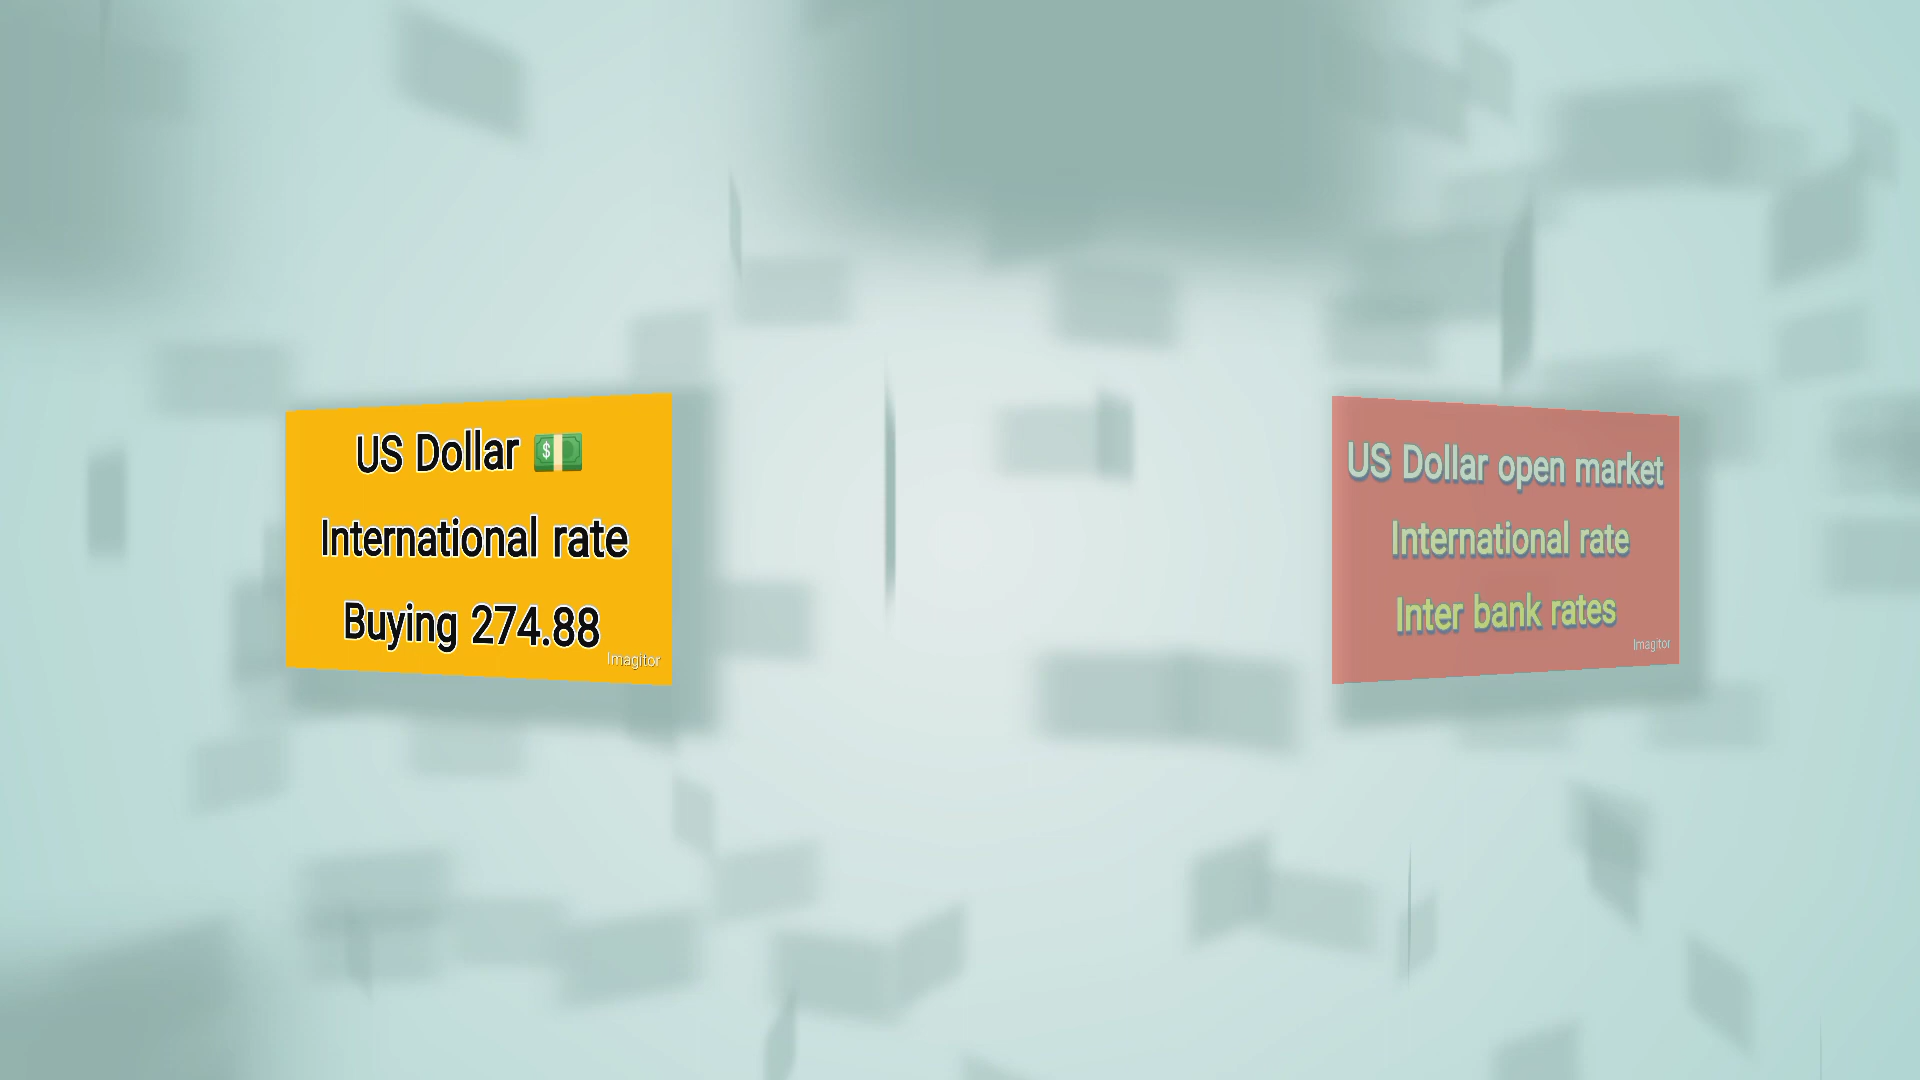 US Dollar 💵
International rate
Buying 274.88
Imagitor
US Dollar open market
International rate
Inter bank rates
Imagitor